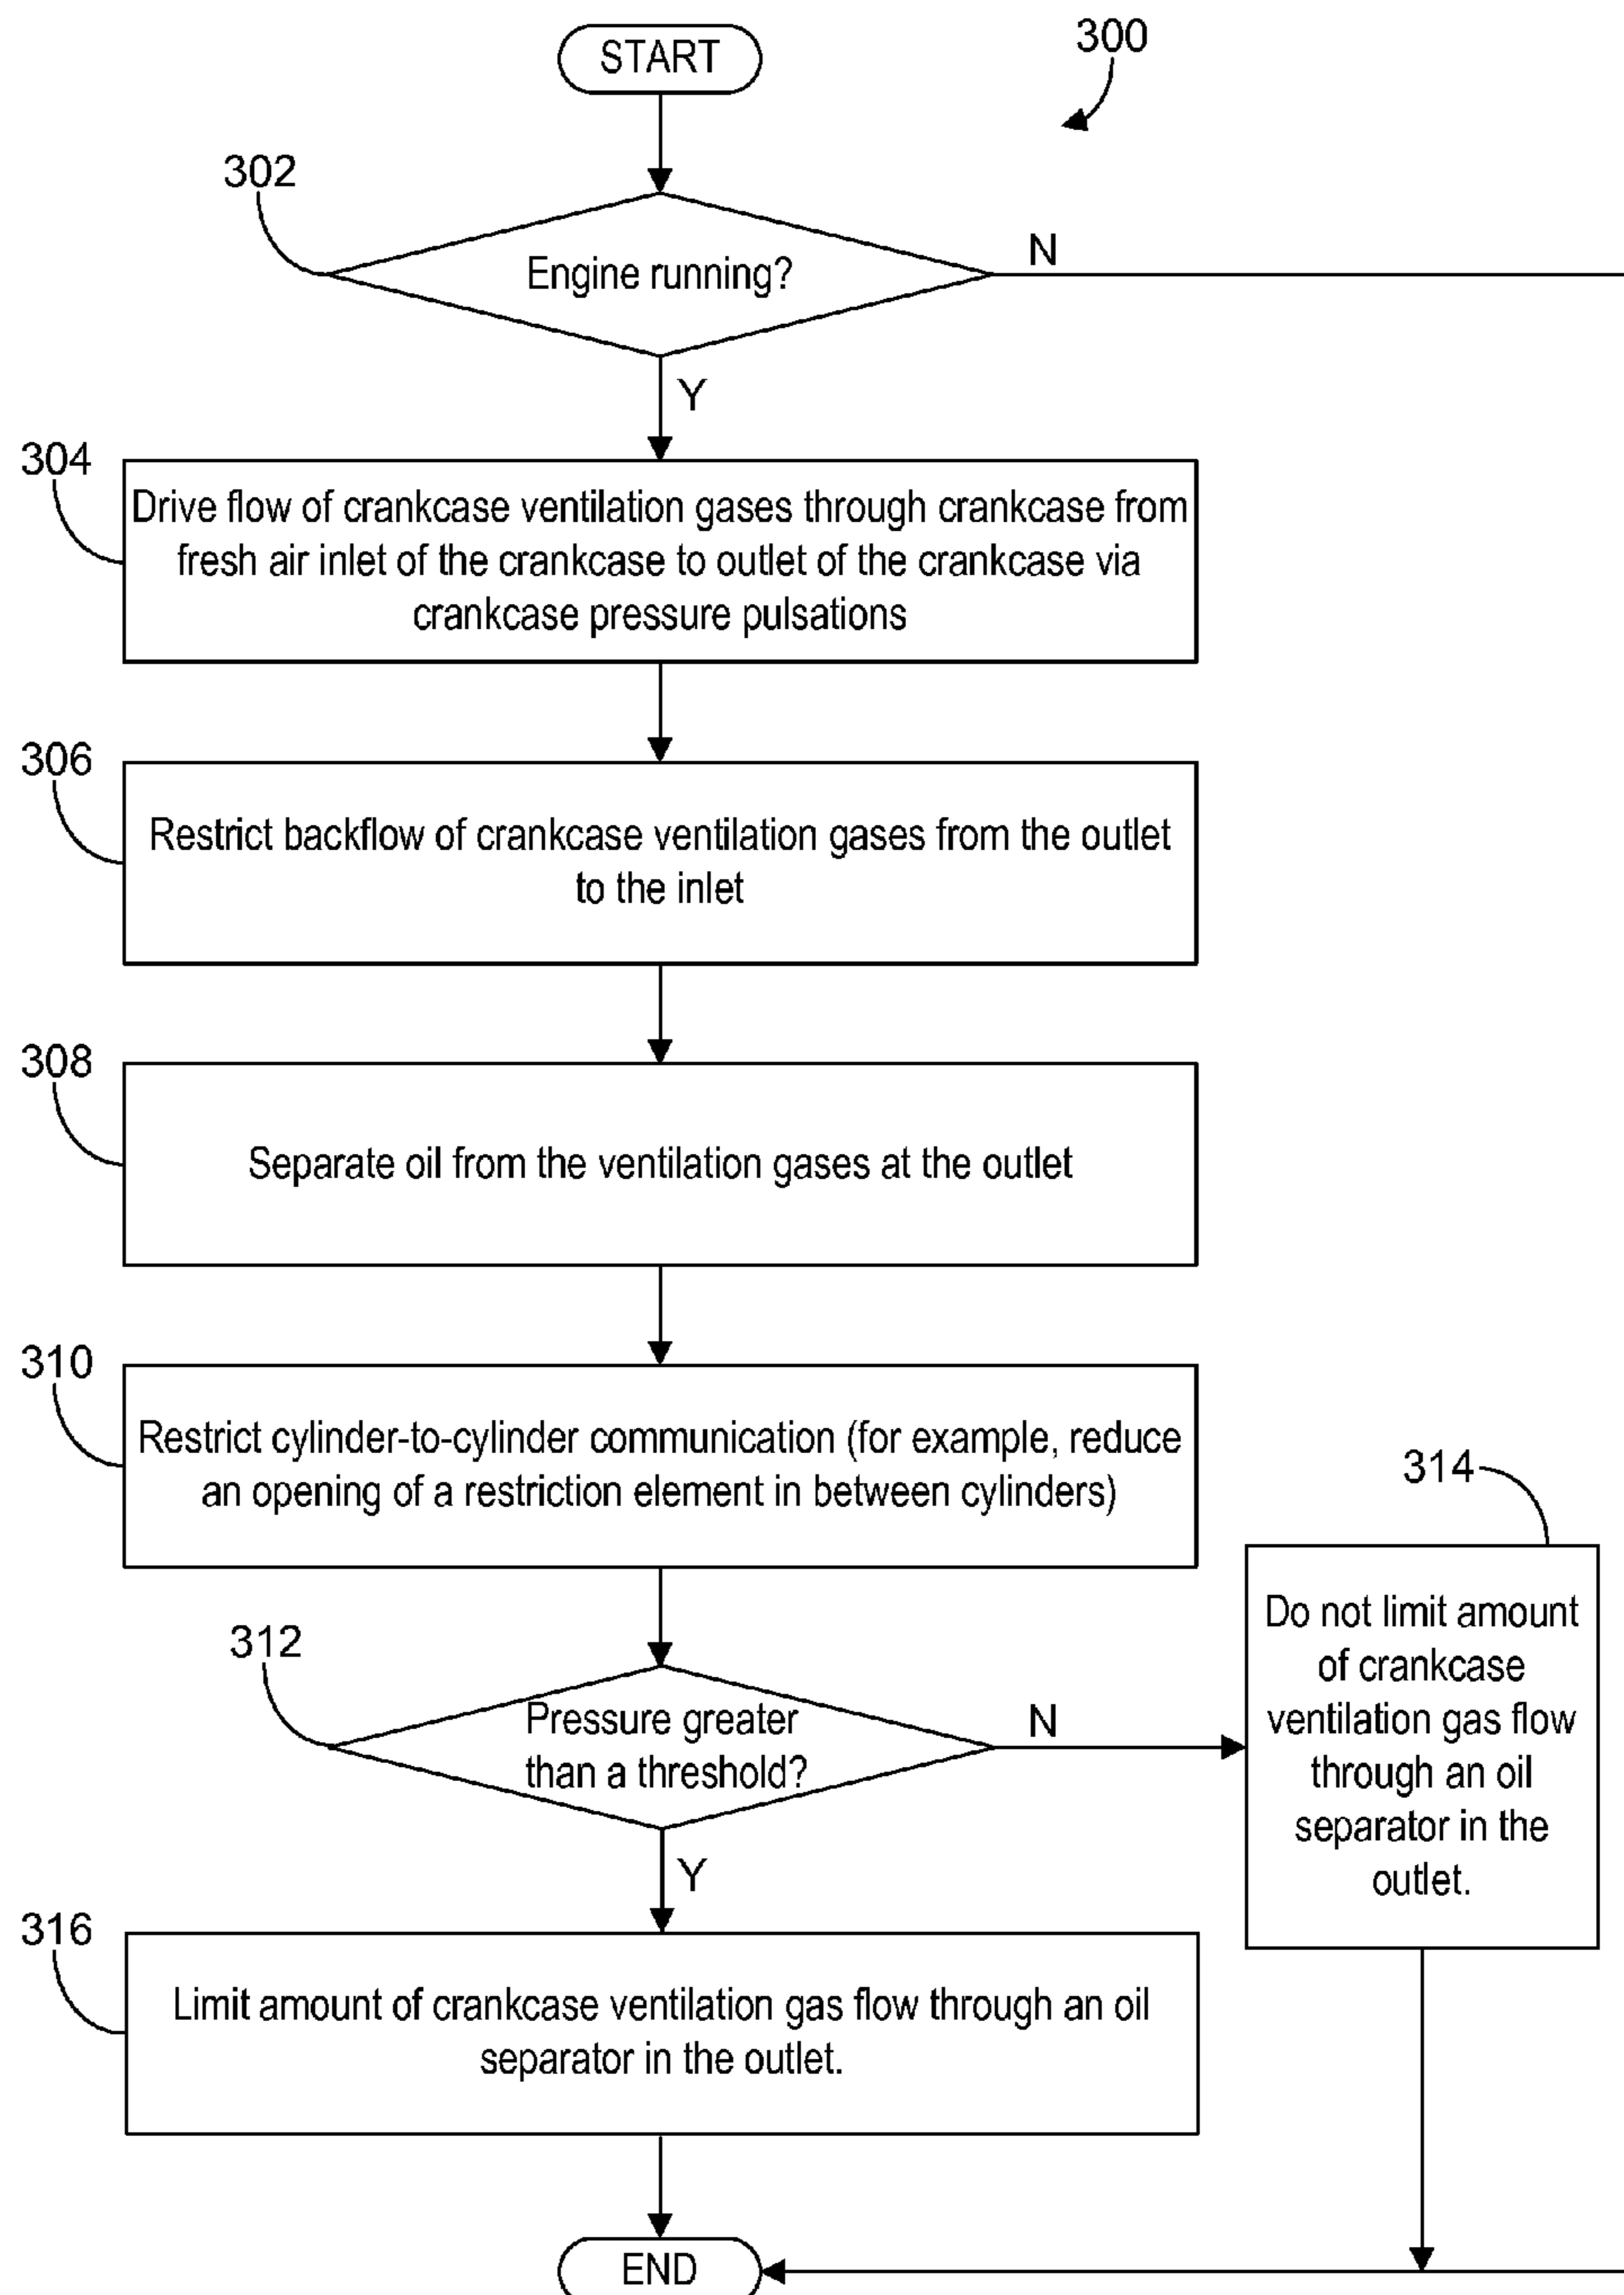 START
300
302
Engine running?
N
Y
304
Drive flow of crankcase ventilation gases through crankcase from
fresh air inlet of the crankcase to outlet of the crankcase via
crankcase pressure pulsations
306
Restrict backflow of crankcase ventilation gases from the outlet
to the inlet
308
Separate oil from the ventilation gases at the outlet
310
Restrict cylinder-to-cylinder communication (for example, reduce
an opening of a restriction element in between cylinders)
312
Pressure greater
than a threshold?
N
Y
314
Do not limit amount
of crankcase
ventilation gas flow
through an oil
separator in the
outlet.
316
Limit amount of crankcase ventilation gas flow through an oil
separator in the outlet.
END